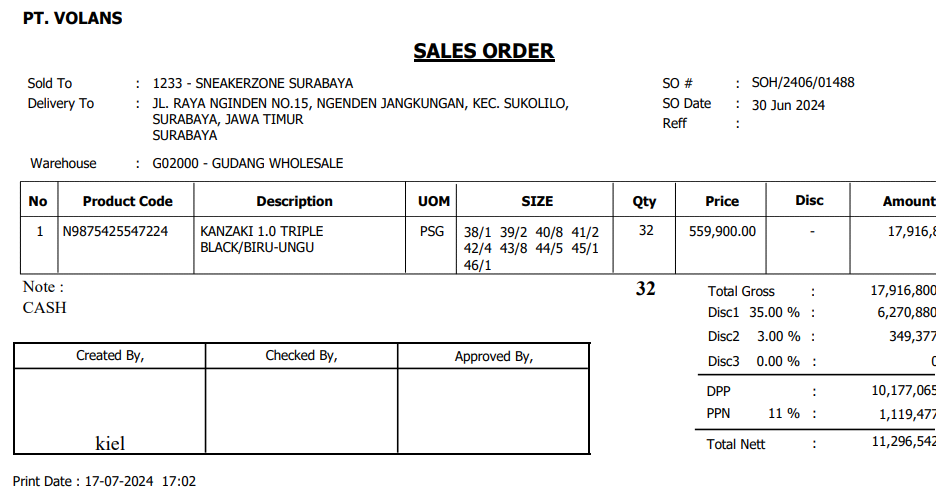 PT. VOLANS
SALES ORDER
Sold To : 1233 - SNEAKERZONE SURABAYA
SO # : SOH/2406/01488
Delivery To : JL. RAYA NGINDEN NO.15, NGENDEN JANGKUNGAN, KEC. SUKOLILO,
SURABAYA, JAWA TIMUR
SURABAYA
SO Date : 30 Jun 2024
Reff :
Warehouse : G02000 - GUDANG WHOLESALE
No Product Code Description UOM SIZE Qty Price Disc Amount
1 N9875425547224 KANZAKI 1.0 TRIPLE PSG 38/1 39/2 40/8 41/2 32 559,900.00 - 17,916,8
BLACK/BIRU-UNGU 42/4 43/8 44/5 45/1
46/1
Note :
CASH
32
Total Gross : 17,916,800
Disc1 35.00 % : 6,270,880
Disc2 3.00 % : 349,377
Disc3 0.00 % : 0
DPP : 10,177,065
PPN 11 % : 1,119,477
Total Nett : 11,296,542
Created By, Checked By, Approved By,
kiel
Print Date : 17-07-2024 17:02